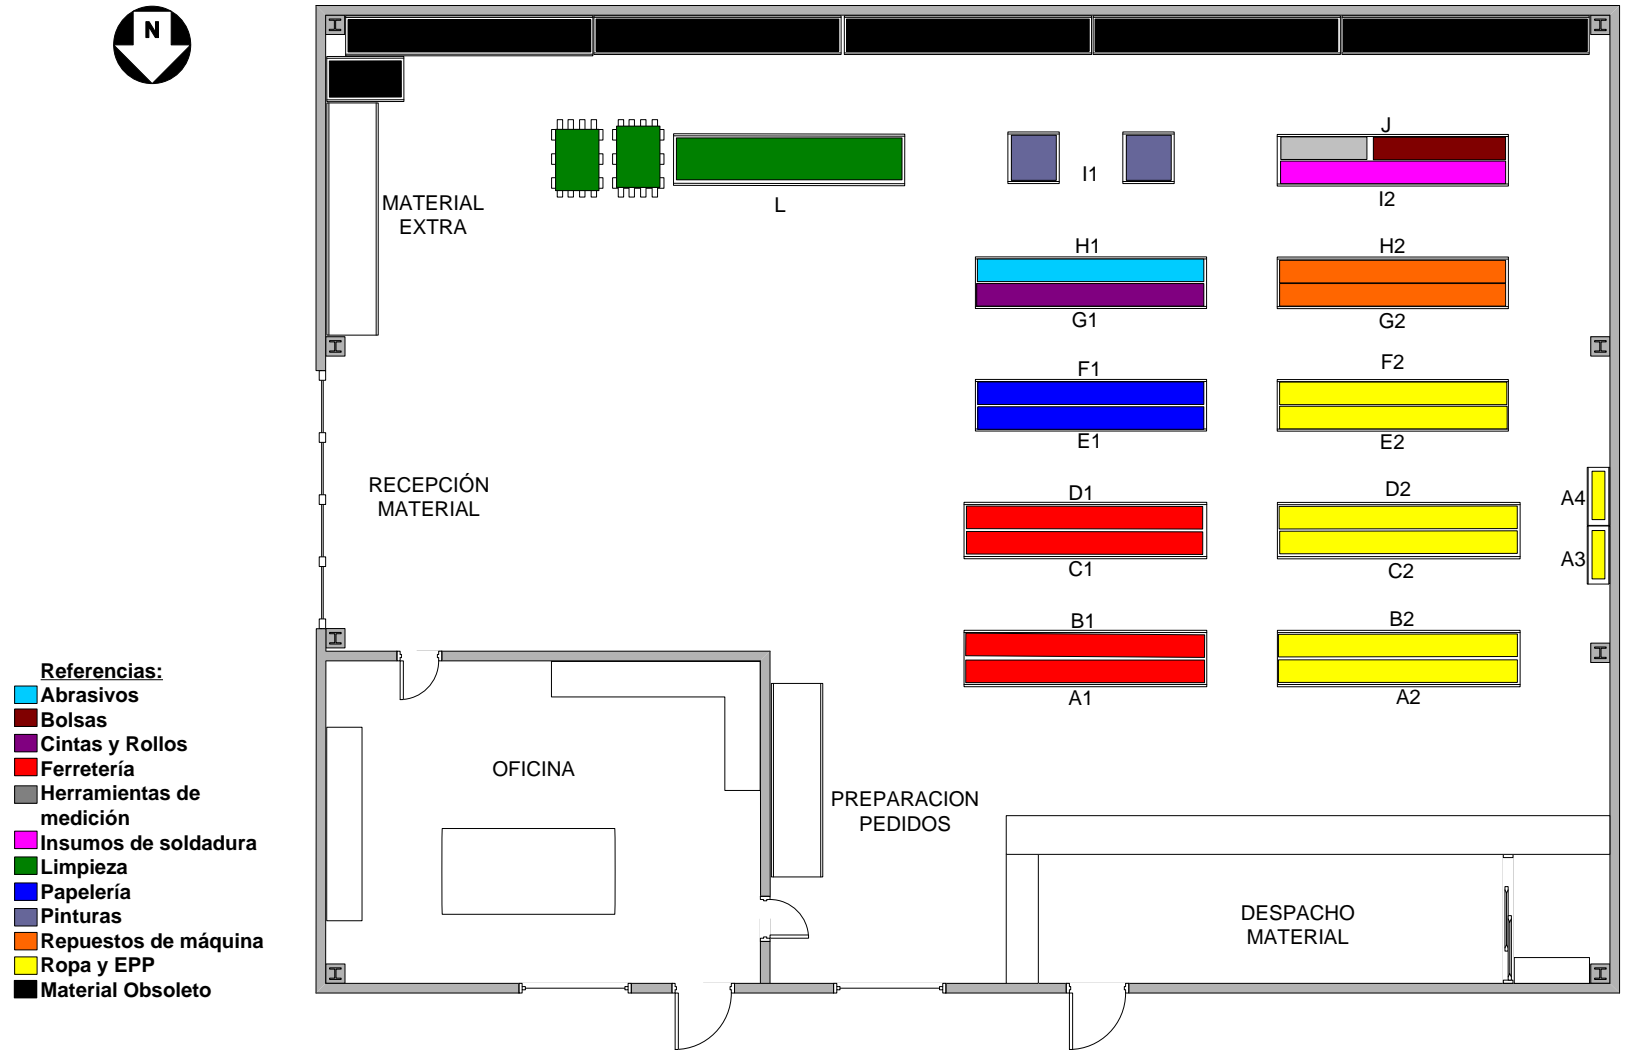 N
J
I1
I2
MATERIAL
EXTRA
L
H1
H2
G1
G2
F1
F2
E1
E2
RECEPCIÓN
MATERIAL
D1
D2
A4
A3
C1
C2
B1
B2
A1
A2
Referencias:
Abrasivos
Bolsas
Cintas y Rollos
Ferretería
Herramientas de
medición
Insumos de soldadura
Limpieza
Papelería
Pinturas
Repuestos de máquina
Ropa y EPP
Material Obsoleto
OFICINA
PREPARACION
PEDIDOS
DESPACHO
MATERIAL